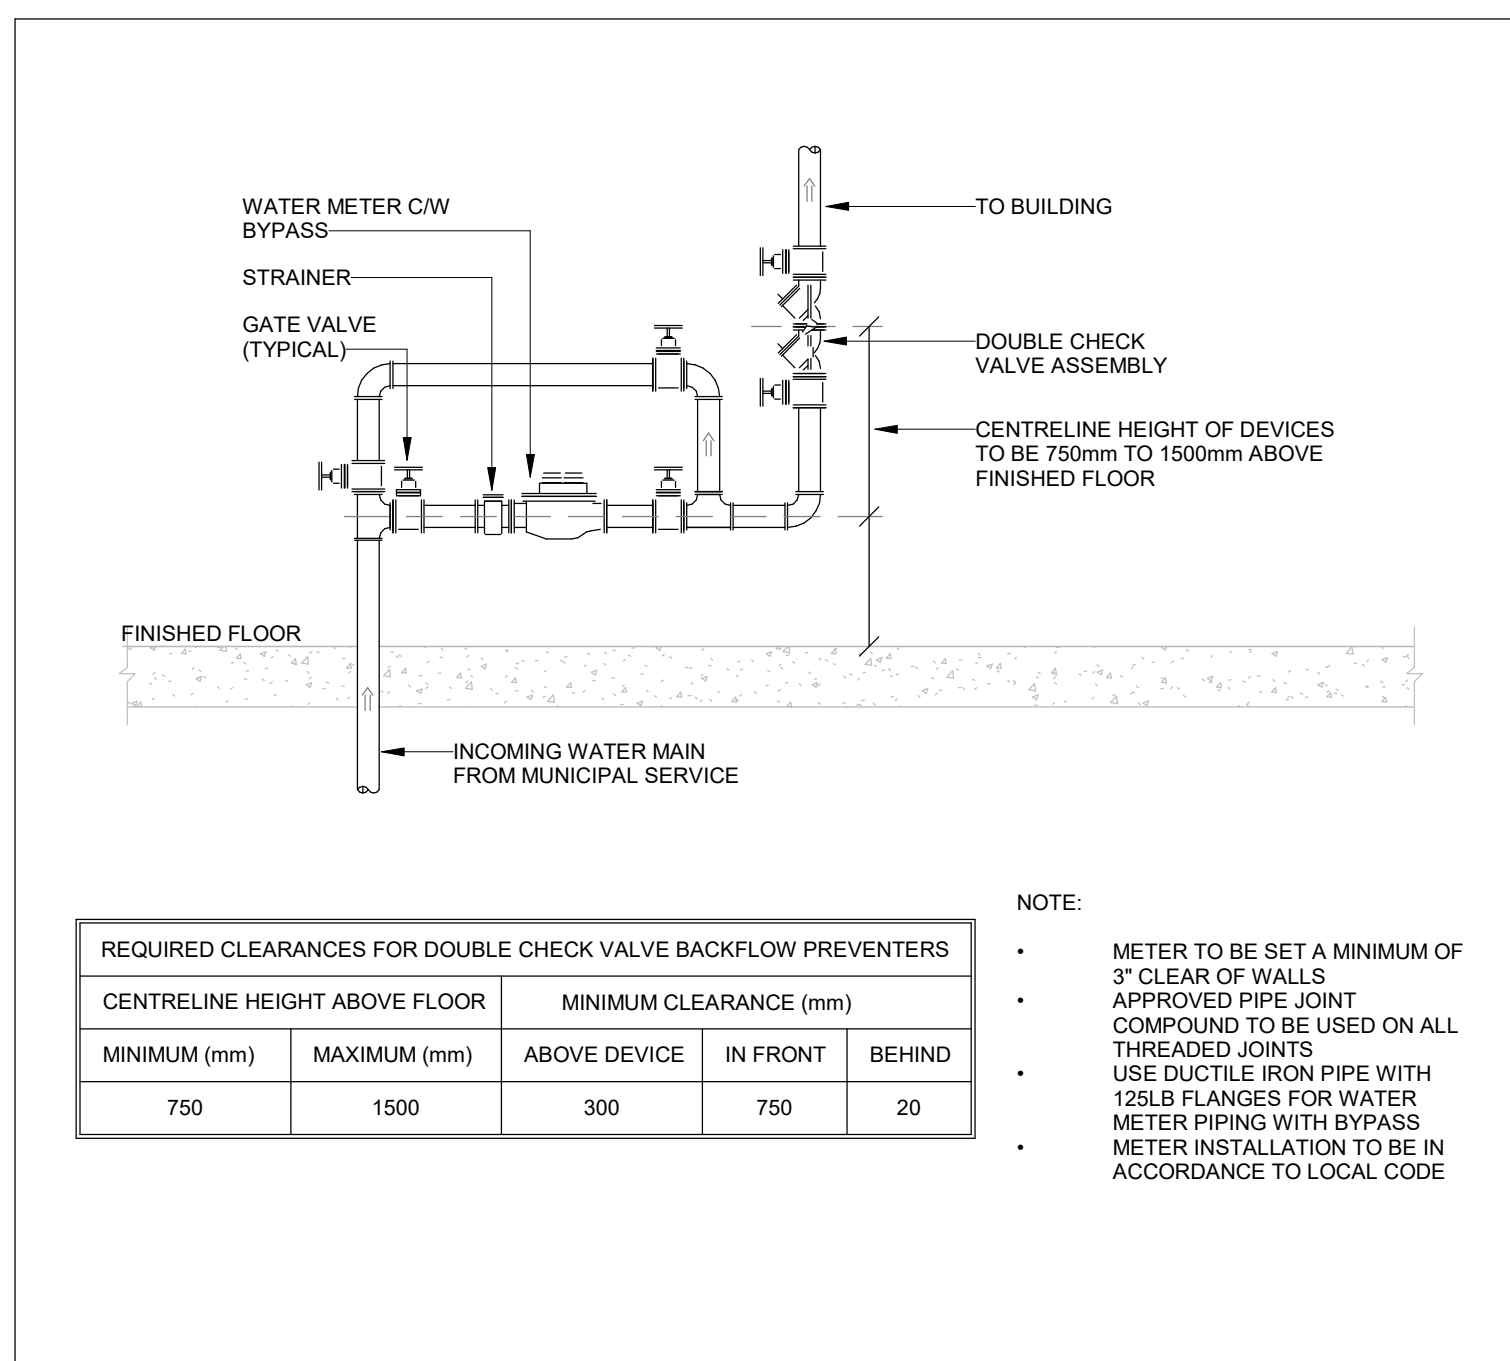 WATER METER C/W
BYPASS
STRAINER
GATE VALVE
(TYPICAL)
TO BUILDING
DOUBLE CHECK
VALVE ASSEMBLY
CENTRELINE HEIGHT OF DEVICES
TO BE 750mm TO 1500mm ABOVE
FINISHED FLOOR
FINISHED FLOOR
INCOMING WATER MAIN
FROM MUNICIPAL SERVICE
REQUIRED CLEARANCES FOR DOUBLE CHECK VALVE BACKFLOW PREVENTERS
CENTRELINE HEIGHT ABOVE FLOOR MINIMUM CLEARANCE (mm)
MINIMUM (mm) MAXIMUM (mm) ABOVE DEVICE IN FRONT BEHIND
750 1500 300 750 20
NOTE:
• METER TO BE SET A MINIMUM OF
3" CLEAR OF WALLS
• APPROVED PIPE JOINT
COMPOUND TO BE USED ON ALL
THREADED JOINTS
• USE DUCTILE IRON PIPE WITH
125LB FLANGES FOR WATER
METER PIPING WITH BYPASS
• METER INSTALLATION TO BE IN
ACCORDANCE TO LOCAL CODE